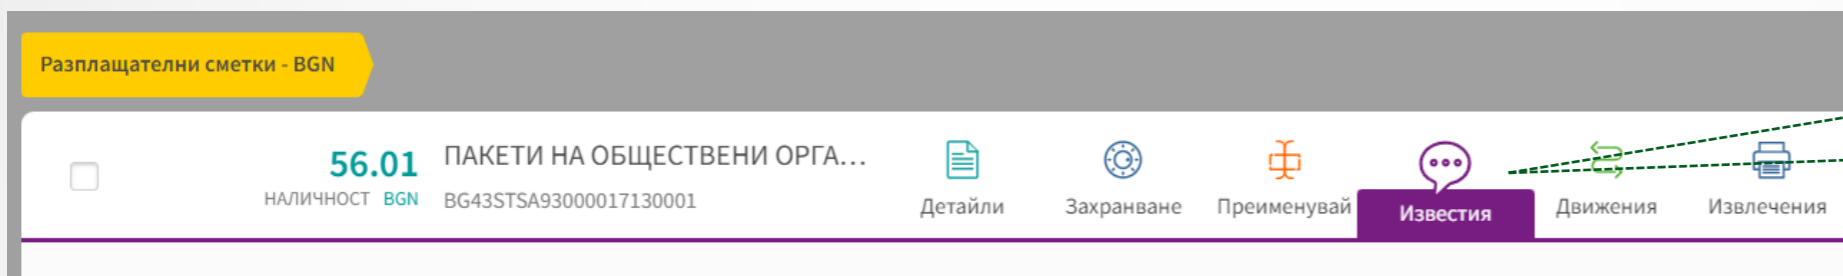 Разплащателни сметки - BGN
56.01
НАЛИЧНОСТ BGN
ПАКЕТИ НА ОБЩЕСТВЕНИ ОРГА...
BG43STSA93000017130001
Детайли
Захранване
Преименувай
Известия
Движения
Извлечения